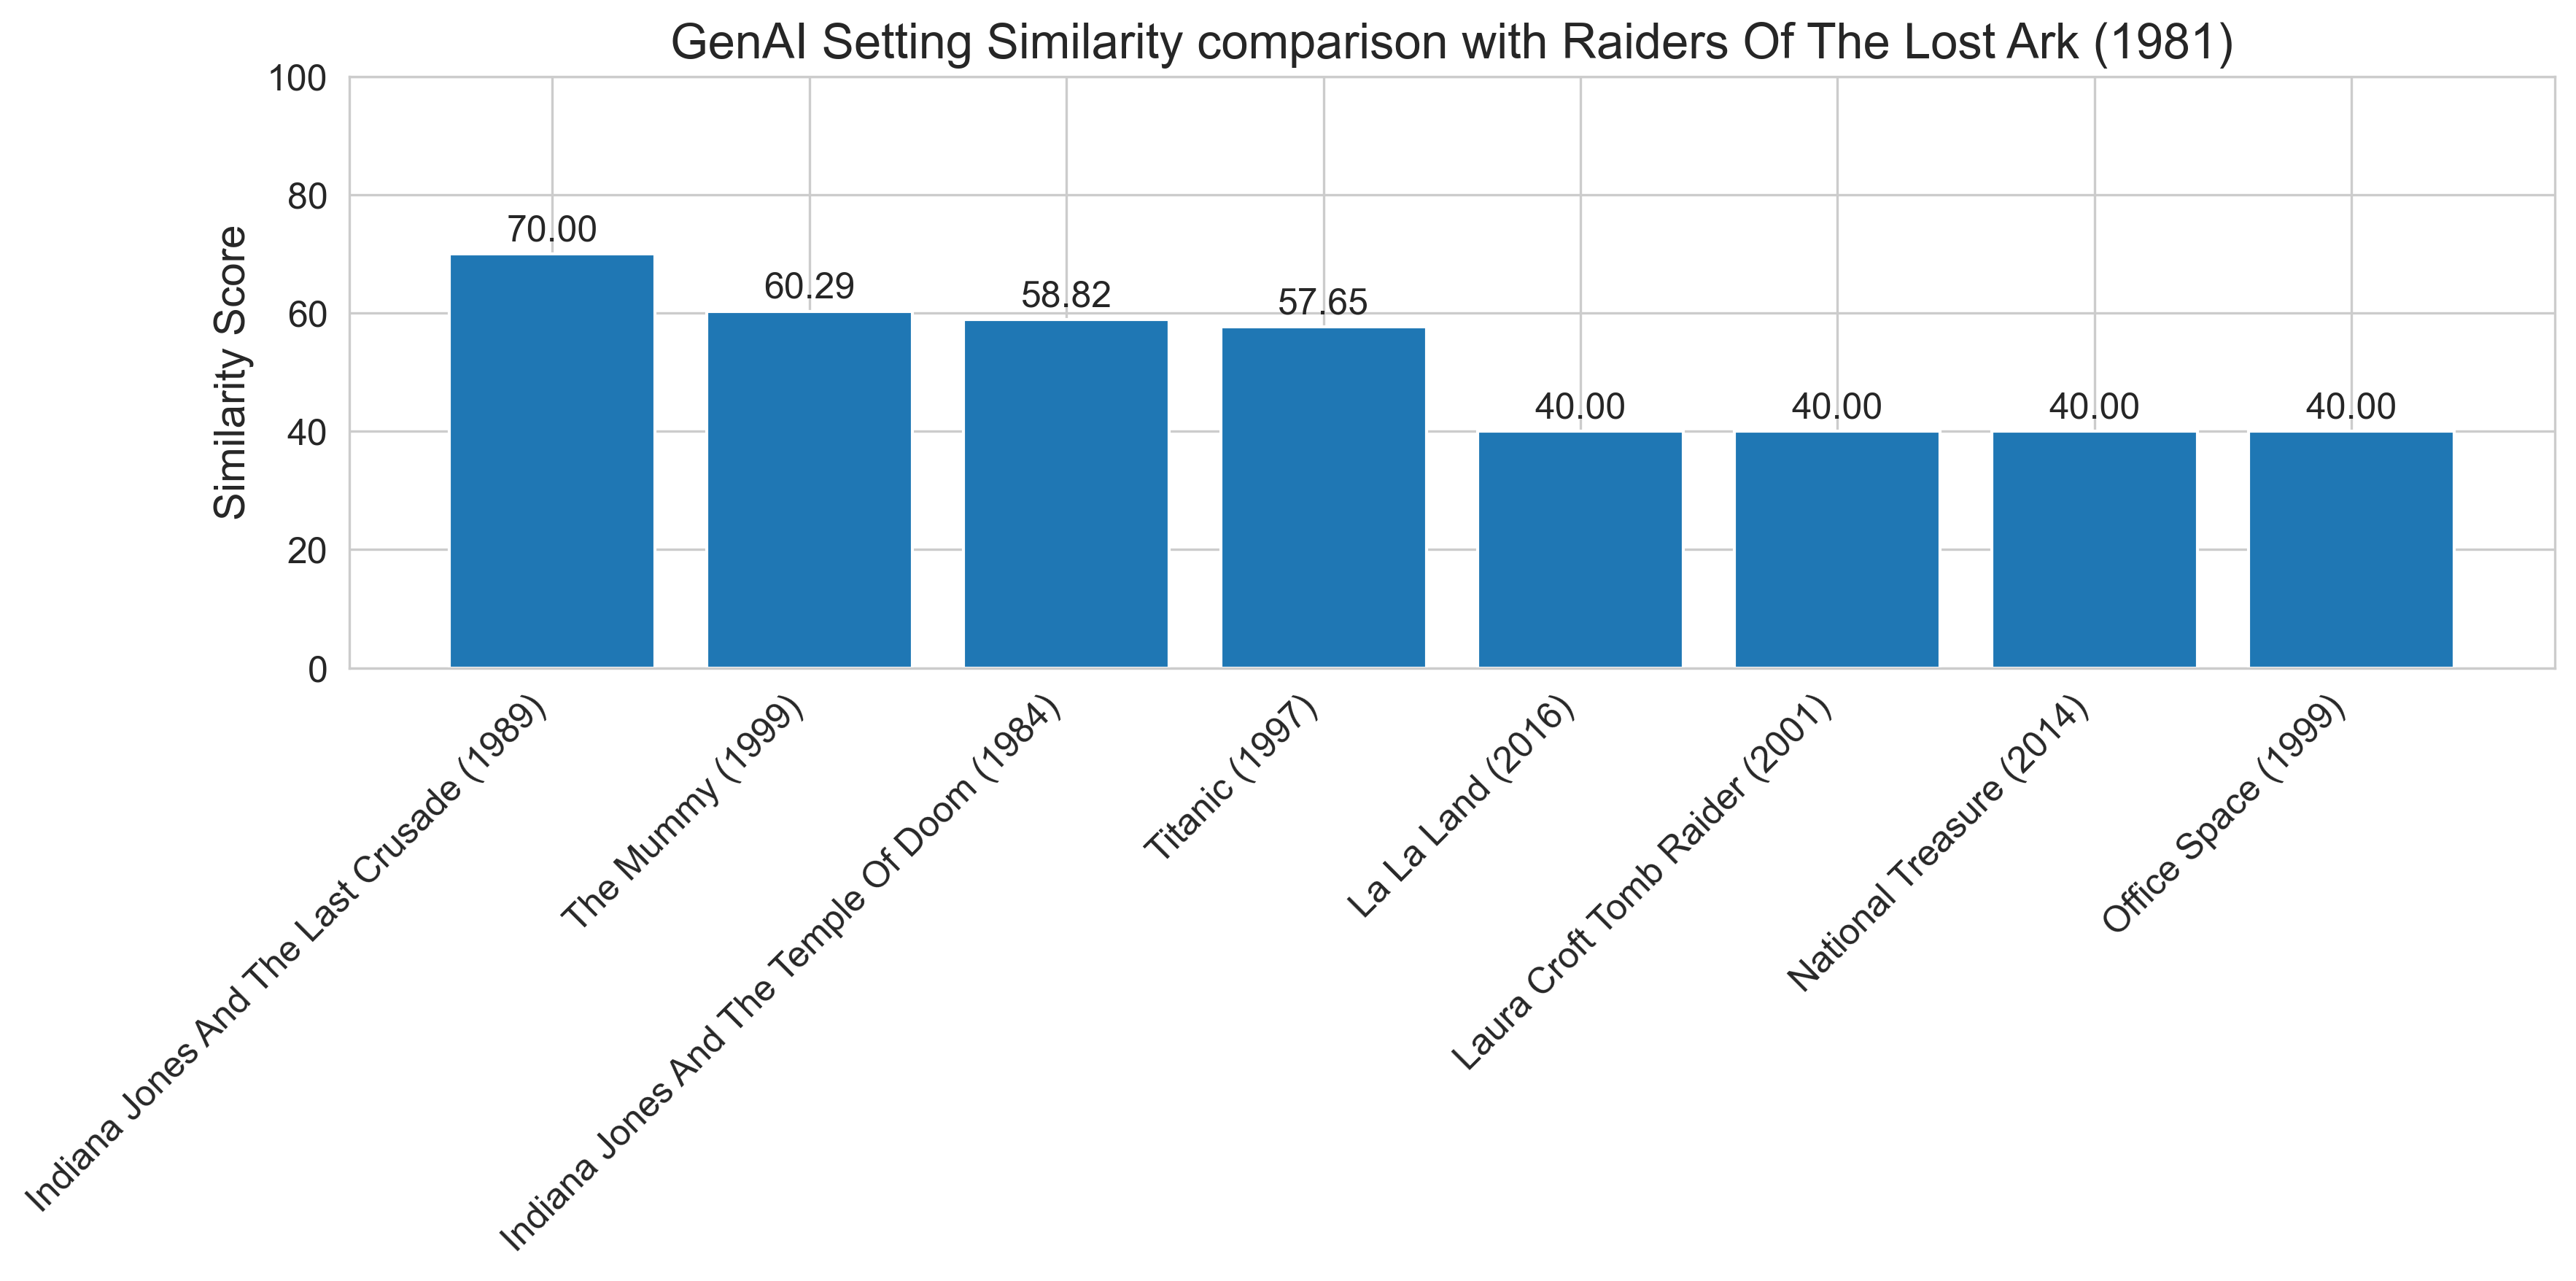 GenAI Setting Similarity comparison with Raiders Of The Lost Ark (1981)
100
80
60
40
20
0
Similarity Score
70.00
60.29
58.82
57.65
40.00
40.00
40.00
40.00
Indiana Jones And The Last Crusade (1989)
The Mummy (1999)
Indiana Jones And The Temple Of Doom (1984)
Titanic (1997)
La La Land (2016)
Laura Croft Tomb Raider (2001)
National Treasure (2014)
Office Space (1999)